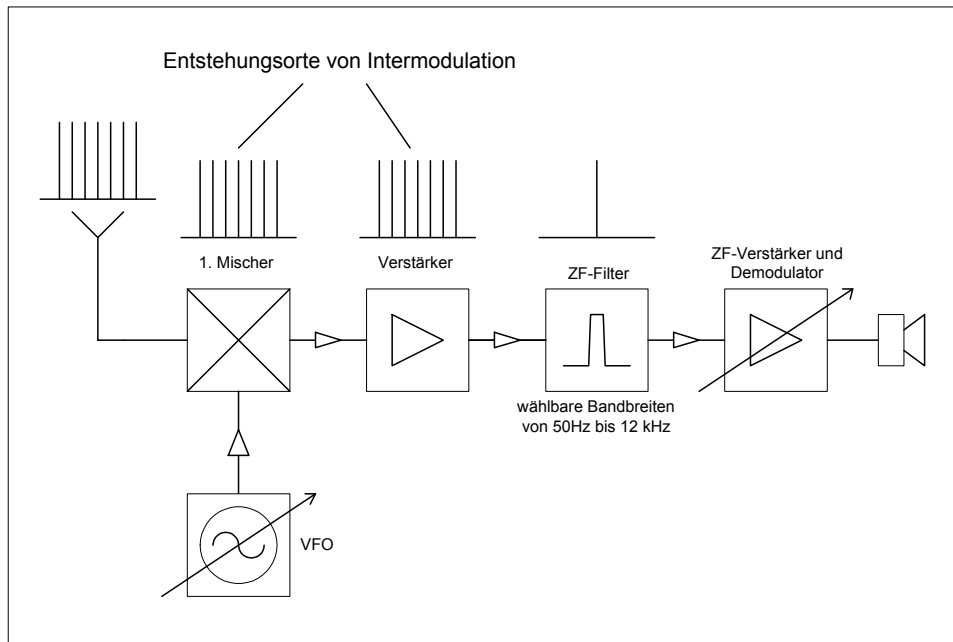 Entstehungsorte von Intermodulation
1. Mischer
Verstärker
ZF-Filter
ZF-Verstärker und
Demodulator
wählbare Bandbreiten
von 50Hz bis 12 kHz
VFO